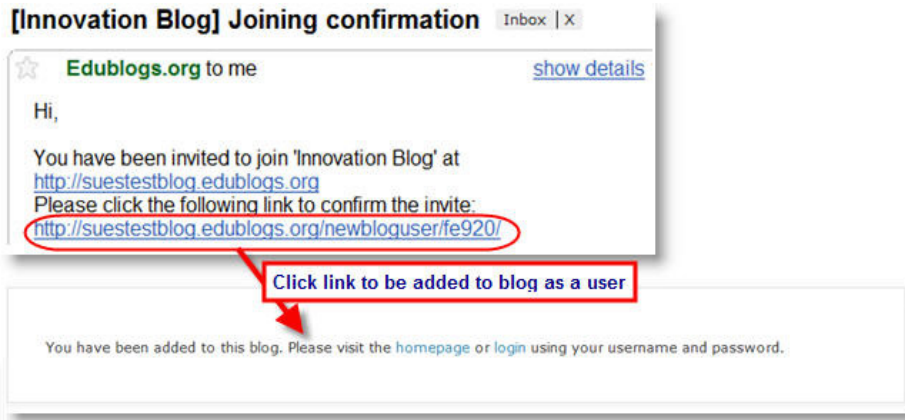 [Innovation Blog] Joining confirmation Inbox | X
Edublogs.org to me show details
Hi,
You have been invited to join 'Innovation Blog' at
http://suestestblog.edublogs.org
Please click the following link to confirm the invite:
http://suestestblog.edublogs.org/newbloguser/fe920/
Click link to be added to blog as a user
You have been added to this blog. Please visit the homepage or login using your username and password.